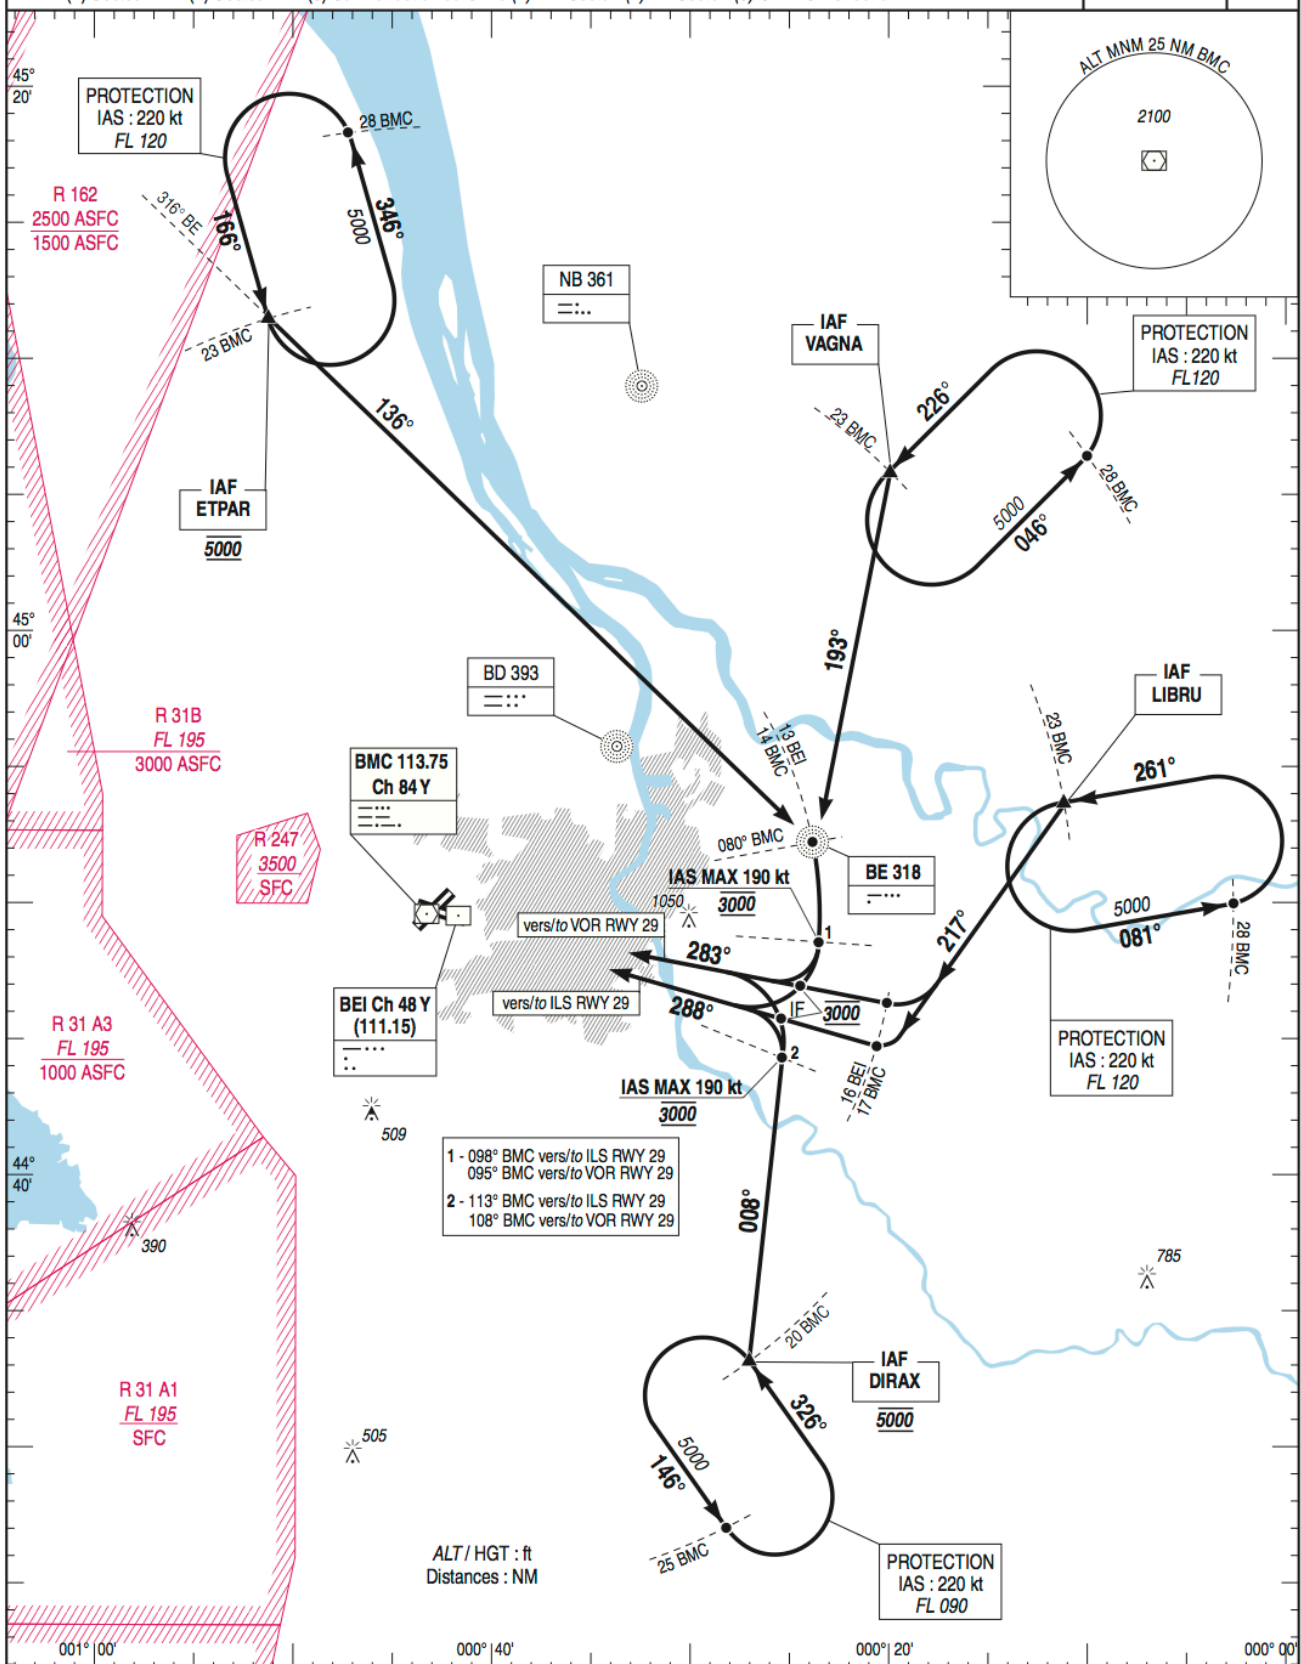 ALT MNM 25 NM BMC
2100
45°
20'
PROTECTION
IAS : 220 kt
FL 120
28 BMC
R 162
2500 ASFC
1500 ASFC
316° BE
166°
346°
5000
23 BMC
NB 361
IAF
VAGNA
PROTECTION
IAS : 220 kt
FL120
226°
23 BMC
28 BMC
5000
046°
136°
IAF
ETPAR
5000
45°
00'
193°
BD 393
IAF
LIBRU
23 BMC
261°
R 31B
FL 195
3000 ASFC
BMC 113.75
Ch 84 Y
13 BEI
14 BMC
080° BMC
R 247
3500
SFC
IAS MAX 190 kt
3000
BE 318
1050
5000
081°
28 BMC
217°
vers/to VOR RWY 29
1
283°
vers/to ILS RWY 29
288°
IF
3000
BEI Ch 48 Y
(111.15)
R 31 A3
FL 195
1000 ASFC
2
IAS MAX 190 kt
3000
16 BEI
17 BMC
PROTECTION
IAS : 220 kt
FL 120
509
1 - 098° BMC vers/to ILS RWY 29
095° BMC vers/to VOR RWY 29
2 - 113° BMC vers/to ILS RWY 29
108° BMC vers/to VOR RWY 29
44°
40'
008°
390
785
20 BMC
IAF
DIRAX
5000
R 31 A1
FL 195
SFC
326°
5000
146°
505
25 BMC
ALT / HGT : ft
Distances : NM
PROTECTION
IAS : 220 kt
FL 090
001° 00'
000° 40'
000° 20'
000° 00'